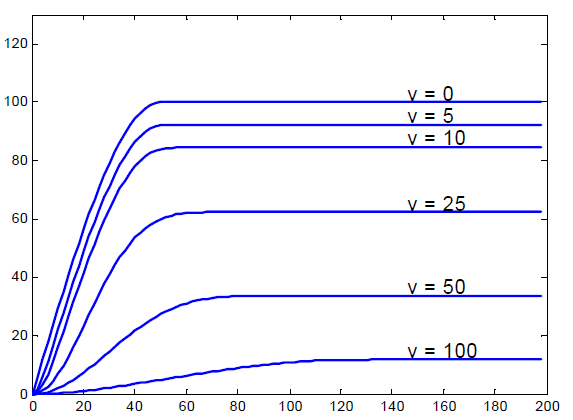 120
100
80
60
40
20
0
v = 0
v = 5
v = 10
v = 25
v = 50
v = 100
0 20 40 60 80 100 120 140 160 180 200